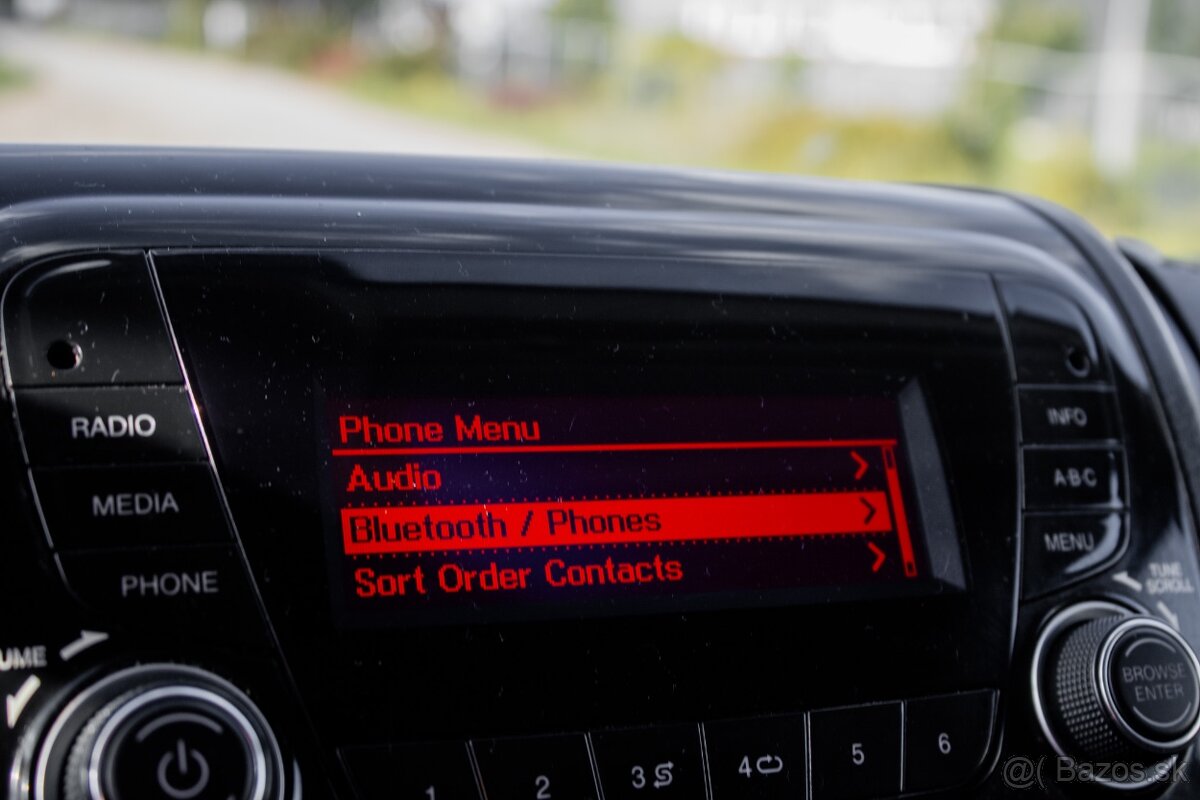 RADIO
MEDIA
PHONE
UME
Phone Menu
Audio
Bluetooth / Phones
Sort Order Contacts
INFO
A·B·C
MENU
TUNE
SCROLL
BROWSE
ENTER
1 2 3 4 5 6
@( Bazos.sk